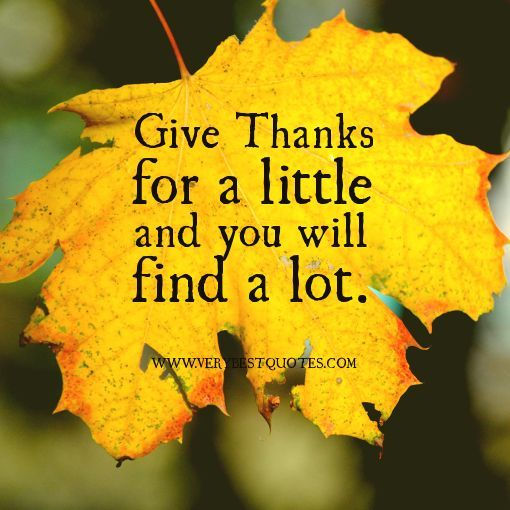 Give Thanks
for a little
and you will
find a lot.
WWW.VERYBESTQUOTES.COM